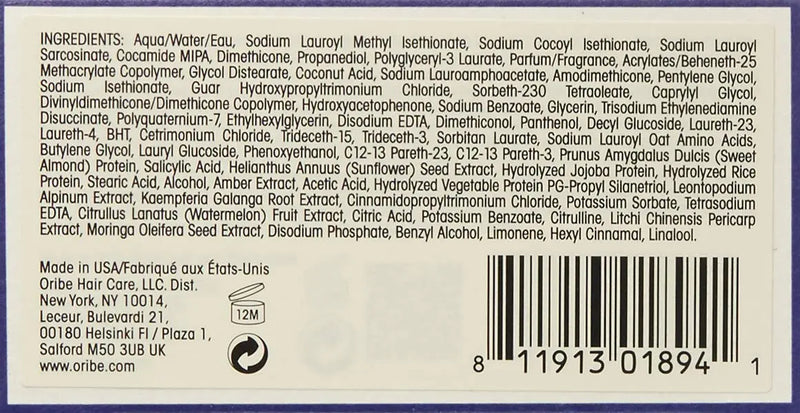 INGREDIENTS: Aqua/Water/Eau, Sodium Lauroyl Methyl Isethionate, Sodium Cocoyl Isethionate, Sodium Lauroyl
Sarcosinate, Cocamide MIPA, Dimethicone, Propanediol, Polyglyceryl-3 Laurate, Parfum/Fragrance, Acrylates/Beheneth-25
Methacrylate Copolymer, Glycol Distearate, Coconut Acid, Sodium Lauroamphoacetate, Amodimethicone, Pentylene Glycol,
Sodium Isethionate, Guar Hydroxypropyltrimonium Chloride, Sorbeth-230 Tetraoleate, Caprylyl Glycol,
Divinyldimethicone/Dimethicone Copolymer, Hydroxyacetophenone, Sodium Benzoate, Glycerin, Trisodium Ethylenediamine
Disuccinate, Polyquaternium-7, Ethylhexylglycerin, Disodium EDTA, Dimethiconol, Panthenol, Decyl Glucoside, Laureth-23,
Laureth-4, BHT, Cetrimonium Chloride, Trideceth-15, Trideceth-3, Sorbitan Laurate, Sodium Lauroyl Oat Amino Acids,
Butylene Glycol, Lauryl Glucoside, Phenoxyethanol, C12-13 Pareth-23, C12-13 Pareth-3, Prunus Amygdalus Dulcis (Sweet
Almond) Protein, Salicylic Acid, Helianthus Annuus (Sunflower) Seed Extract, Hydrolyzed Jojoba Protein, Hydrolyzed Rice
Protein, Stearic Acid, Alcohol, Amber Extract, Acetic Acid, Hydrolyzed Vegetable Protein PG-Propyl Silanetriol, Leontopodium
Alpinum Extract, Kaempferia Galanga Root Extract, Cinnamidopropyltrimonium Chloride, Potassium Sorbate, Tetrasodium
EDTA, Citrullus Lanatus (Watermelon) Fruit Extract, Citric Acid, Potassium Benzoate, Citrulline, Litchi Chinensis Pericarp
Extract, Moringa Oleifera Seed Extract, Disodium Phosphate, Benzyl Alcohol, Limonene, Hexyl Cinnamal, Linalool.
Made in USA/Fabriqué aux États-Unis
Oribe Hair Care, LLC. Dist.
New York, NY 10014,
Leceur, Bulevardi 21,
00180 Helsinki FI / Plaza 1,
Salford M50 3UB UK
www.oribe.com
12M
8 11913 01894 1